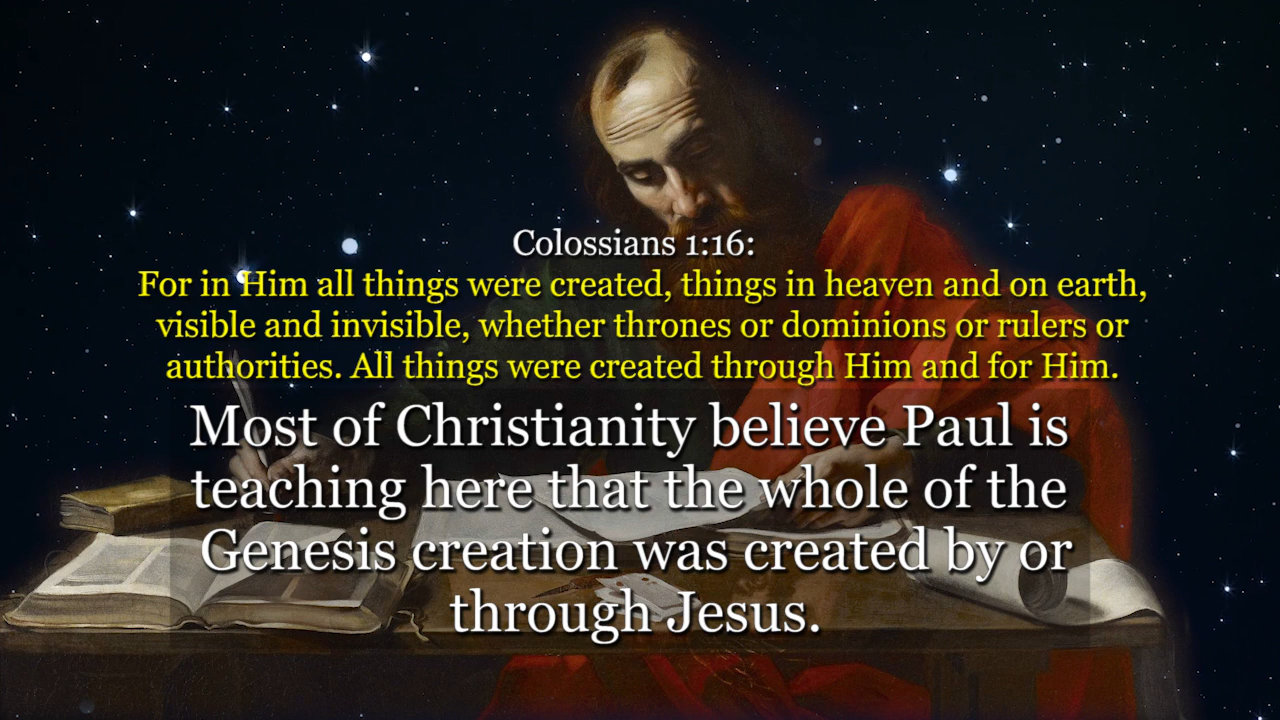 Colossians 1:16:
For in Him all things were created, things in heaven and on earth,
visible and invisible, whether thrones or dominions or rulers or
authorities. All things were created through Him and for Him.
Most of Christianity believe Paul is
teaching here that the whole of the
Genesis creation was created by or
through Jesus.